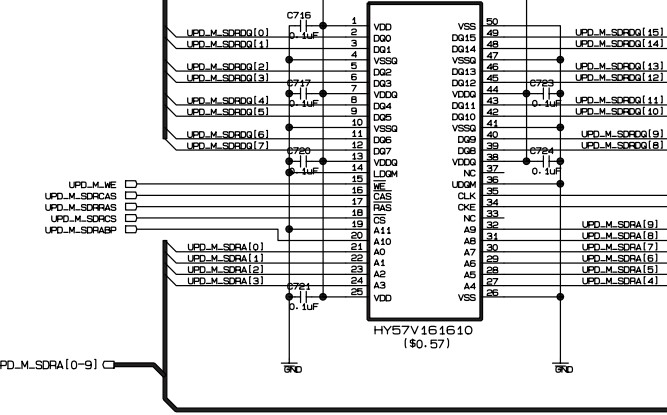 C716
1 VDD VSS 50
UPD_M_SDRDQ[0] 2 DQ0 DQ15 49 UPD_M_SDRDQ[15]
0.1uF
UPD_M_SDRDQ[1] 3 DQ1 DQ14 48 UPD_M_SDRDQ[14]
4 VSSQ VSSQ 47
UPD_M_SDRDQ[2] 5 DQ2 DQ13 46 UPD_M_SDRDQ[13]
UPD_M_SDRDQ[3] 6 DQ3 DQ12 45 UPD_M_SDRDQ[12]
C717 7 VDDQ VDDQ 44 C723
UPD_M_SDRDQ[4] 8 DQ4 DQ11 43 UPD_M_SDRDQ[11]
0.1uF 0.1uF
UPD_M_SDRDQ[5] 9 DQ5 DQ10 42 UPD_M_SDRDQ[10]
10 VSSQ VSSQ 41
UPD_M_SDRDQ[6] 11 DQ6 DQ9 40 UPD_M_SDRDQ[9]
UPD_M_SDRDQ[7] 12 DQ7 DQ8 39 UPD_M_SDRDQ[8]
C720 13 VDDQ VDDQ 38 C724
0.1uF 14 LDQM NC 37 0.1uF
UPD_M_WE 15 WE UDQM 36
UPD_M_SDRCAS 16 CAS CLK 35
UPD_M_SDRRAS 17 RAS CKE 34
UPD_M_SDRCS 18 CS NC 33
UPD_M_SDRABP 19 A11 A9 32 UPD_M_SDRA[9]
20 A10 A8 31 UPD_M_SDRA[8]
UPD_M_SDRA[0] 21 A0 A7 30 UPD_M_SDRA[7]
UPD_M_SDRA[1] 22 A1 A6 29 UPD_M_SDRA[6]
UPD_M_SDRA[2] 23 A2 A5 28 UPD_M_SDRA[5]
UPD_M_SDRA[3] 24 A3 A4 27 UPD_M_SDRA[4]
C721 25 VDD VSS 26
0.1uF
HY57V161610
($0.57)
PD_M_SDRA[0-9] GND GND